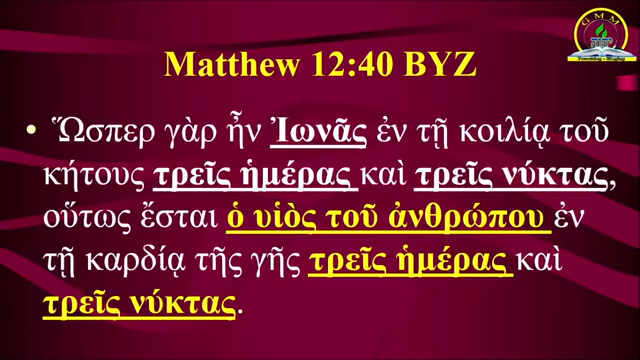 GMM
Matthew 12:40 BYZ
• Ὥσπερ γὰρ ἦν Ἰωνᾶς ἐν τῇ κοιλίᾳ τοῦ
κήτους τρεῖς ἡμέρας καὶ τρεῖς νύκτας,
οὕτως ἔσται ὁ υἱὸς τοῦ ἀνθρώπου ἐν
τῇ καρδίᾳ τῆς γῆς τρεῖς ἡμέρας καὶ
τρεῖς νύκτας.